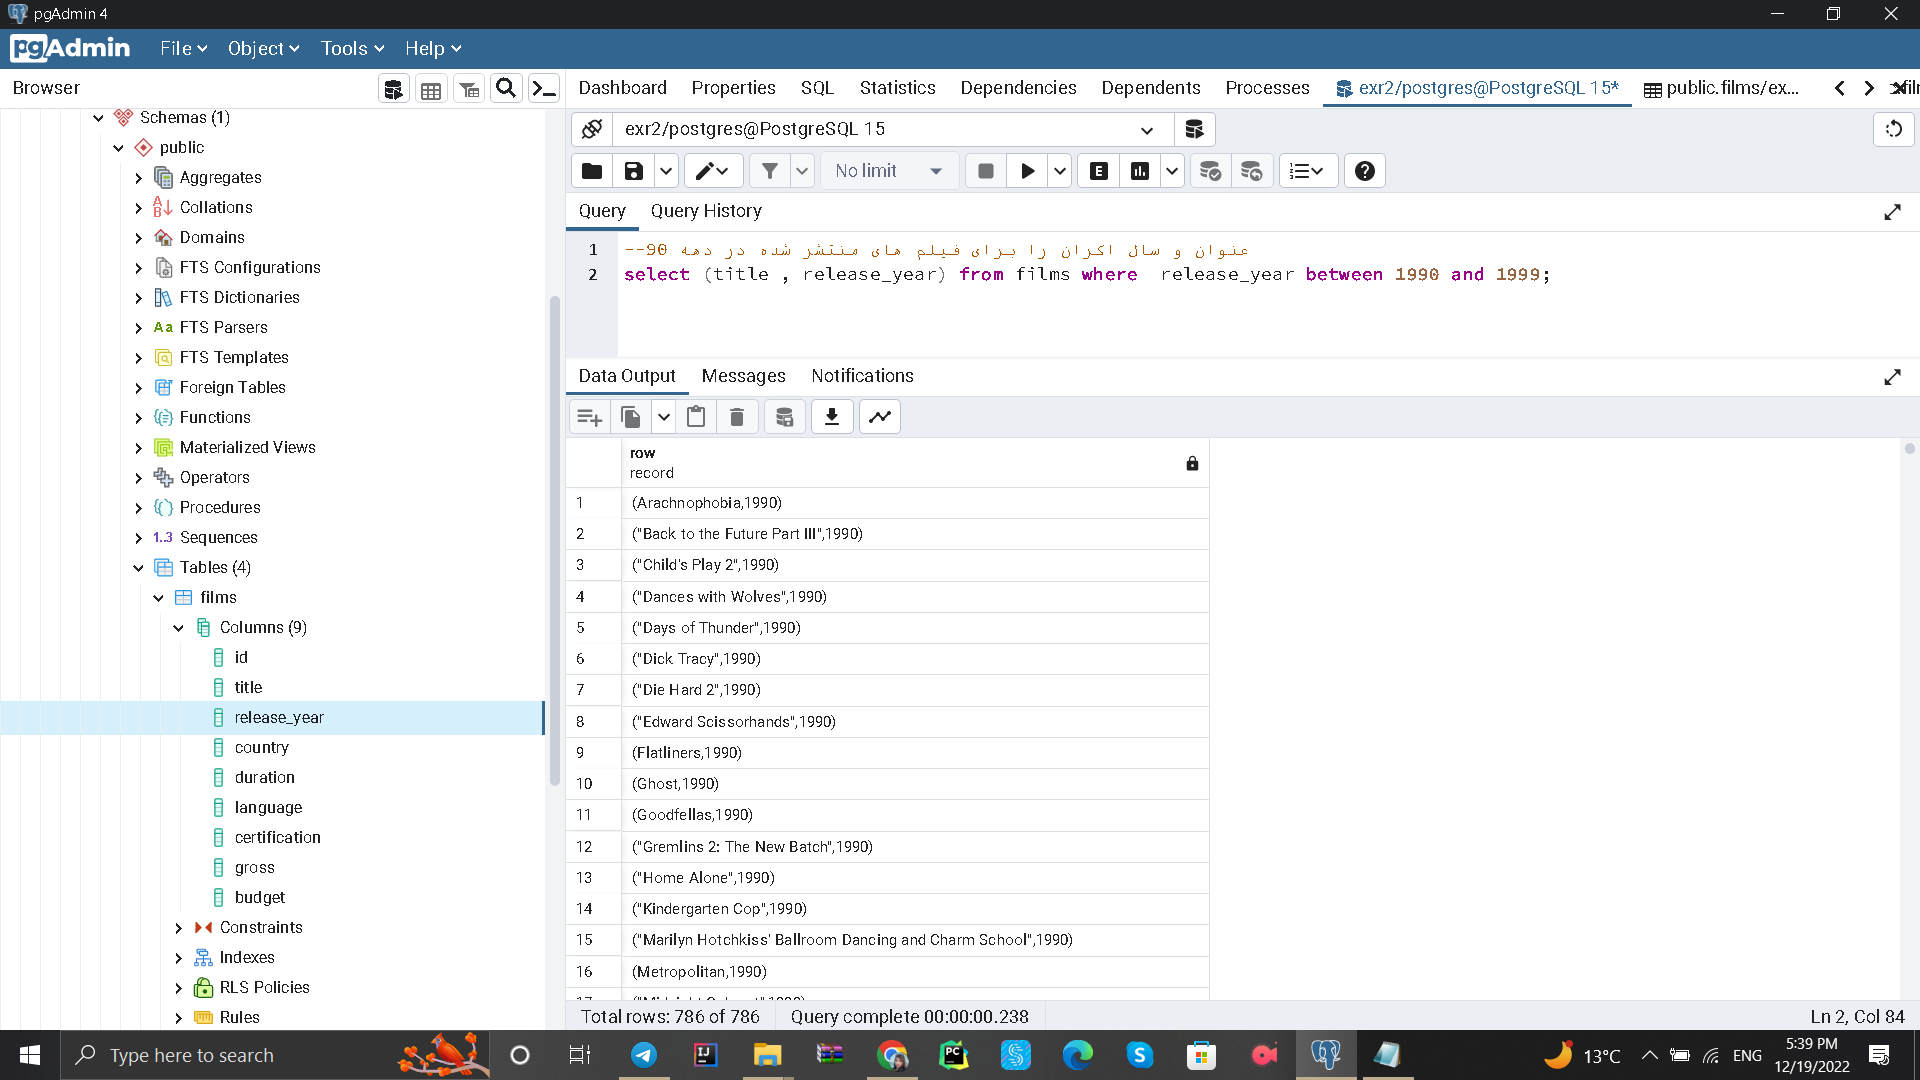 pgAdmin 4
pgAdmin File Object Tools Help
Browser
Dashboard Properties SQL Statistics Dependencies Dependents Processes exr2/postgres@PostgreSQL 15* public.films/ex...
Schemas (1)
public
Aggregates
Collations
Domains
FTS Configurations
FTS Dictionaries
FTS Parsers
FTS Templates
Foreign Tables
Functions
Materialized Views
Operators
Procedures
1..3 Sequences
Tables (4)
films
Columns (9)
id
title
release_year
country
duration
language
certification
gross
budget
Constraints
Indexes
RLS Policies
Rules
exr2/postgres@PostgreSQL 15
No limit
Query Query History
1 --عنوان و سال اکران را برای فیلم های منتشر شده در دهه 90
2 select (title , release_year) from films where  release_year between 1990 and 1999;
Data Output Messages Notifications
row
record
1 (Arachnophobia,1990)
2 ("Back to the Future Part III",1990)
3 ("Child's Play 2",1990)
4 ("Dances with Wolves",1990)
5 ("Days of Thunder",1990)
6 ("Dick Tracy",1990)
7 ("Die Hard 2",1990)
8 ("Edward Scissorhands",1990)
9 (Flatliners,1990)
10 (Ghost,1990)
11 (Goodfellas,1990)
12 ("Gremlins 2: The New Batch",1990)
13 ("Home Alone",1990)
14 ("Kindergarten Cop",1990)
15 ("Marilyn Hotchkiss' Ballroom Dancing and Charm School",1990)
16 (Metropolitan,1990)
Total rows: 786 of 786 Query complete 00:00:00.238 Ln 2, Col 84
Type here to search
13°C ENG
5:39 PM
12/19/2022